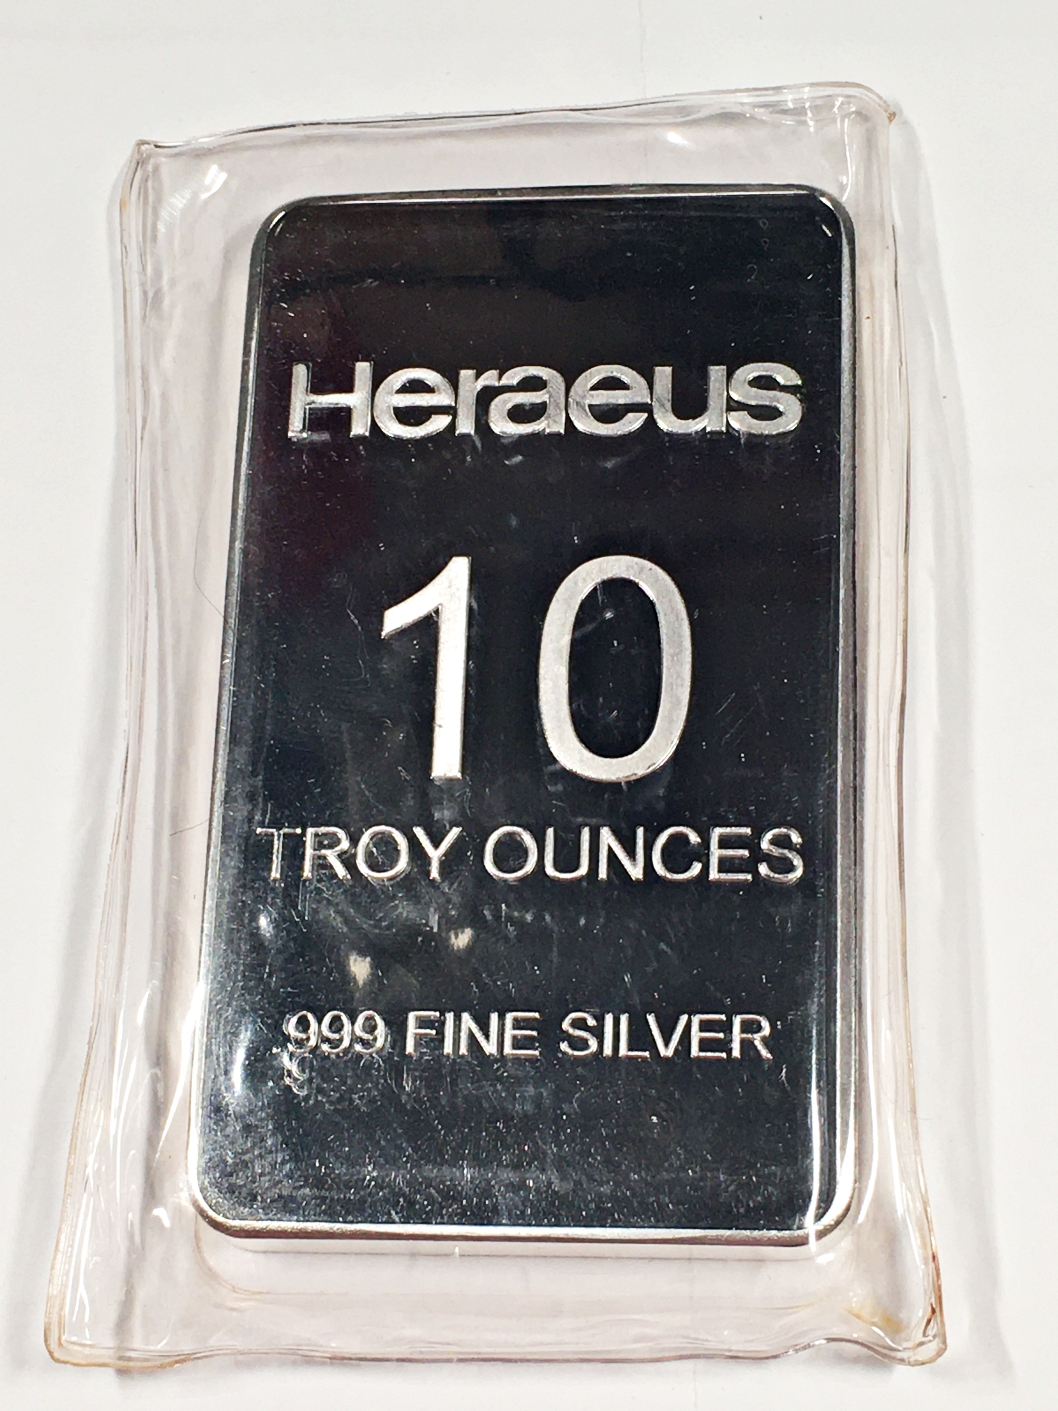 Heraeus
10
TROY OUNCES
999 FINE SILVER